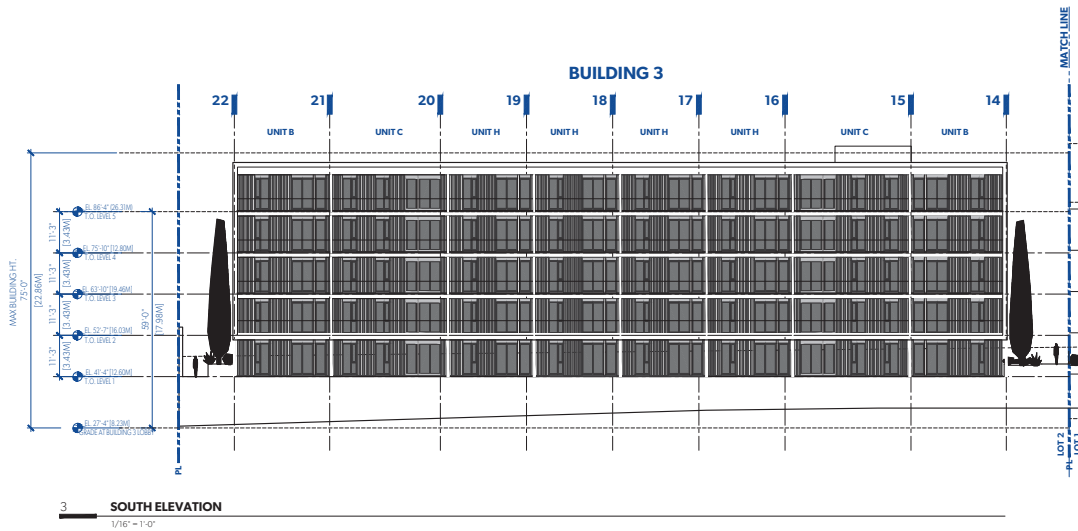 MATCH LINE
BUILDING 3
22 21 20 19 18 17 16 15 14
UNIT B UNIT C UNIT H UNIT H UNIT H UNIT H UNIT C UNIT B
MAX BUILDING HT.
75'-0"
[22.86M]
EL 86'-4" (26.31M)
T.O. LEVEL 5
11'-3"
[3.43M]
EL 75'-10" [12.80M]
T.O. LEVEL 4
11'-3"
[3.43M]
EL 63'-10" [19.46M]
T.O. LEVEL 3
11'-3"
[3.43M]
EL 52'-7" [16.03M]
T.O. LEVEL 2
11'-3"
[3.43M]
EL 41'-4" [12.60M]
T.O. LEVEL 1
59'-0"
[17.98M]
EL 27'-4" [8.23M]
GRADE AT BUILDING 3 LOBBY
PL
LOT 2
PL
LOT 1
3 SOUTH ELEVATION
1/16" = 1'-0"